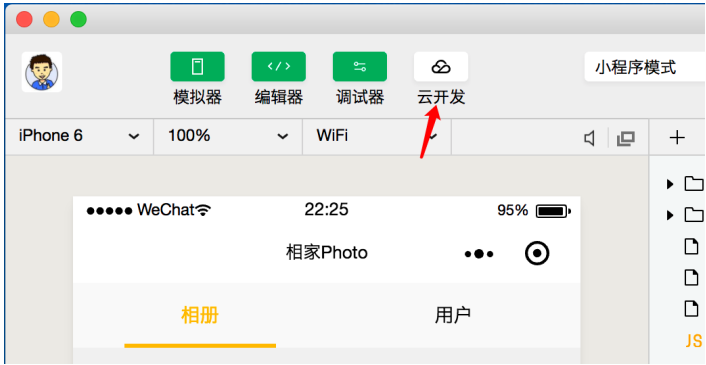 模拟器 编辑器 调试器 云开发 小程序模式
iPhone 6 100% WiFi
WeChat 22:25 95%
相家Photo
相册 用户
JS